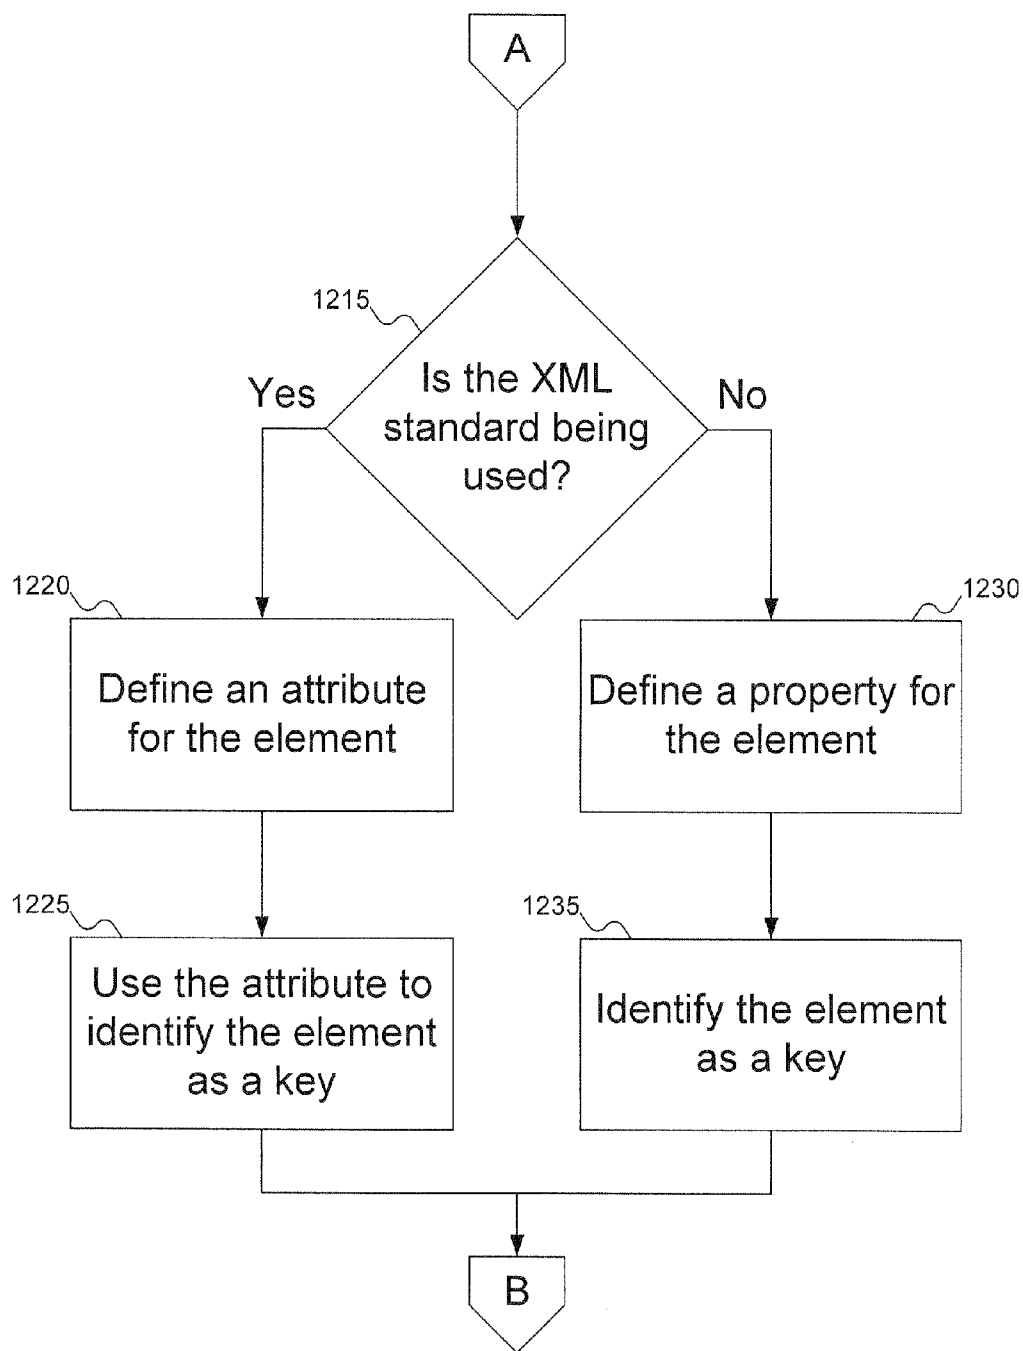 A
1215
Is the XML
standard being
used?
Yes
No
1220
Define an attribute
for the element
1230
Define a property for
the element
1225
Use the attribute to
identify the element
as a key
1235
Identify the element
as a key
B